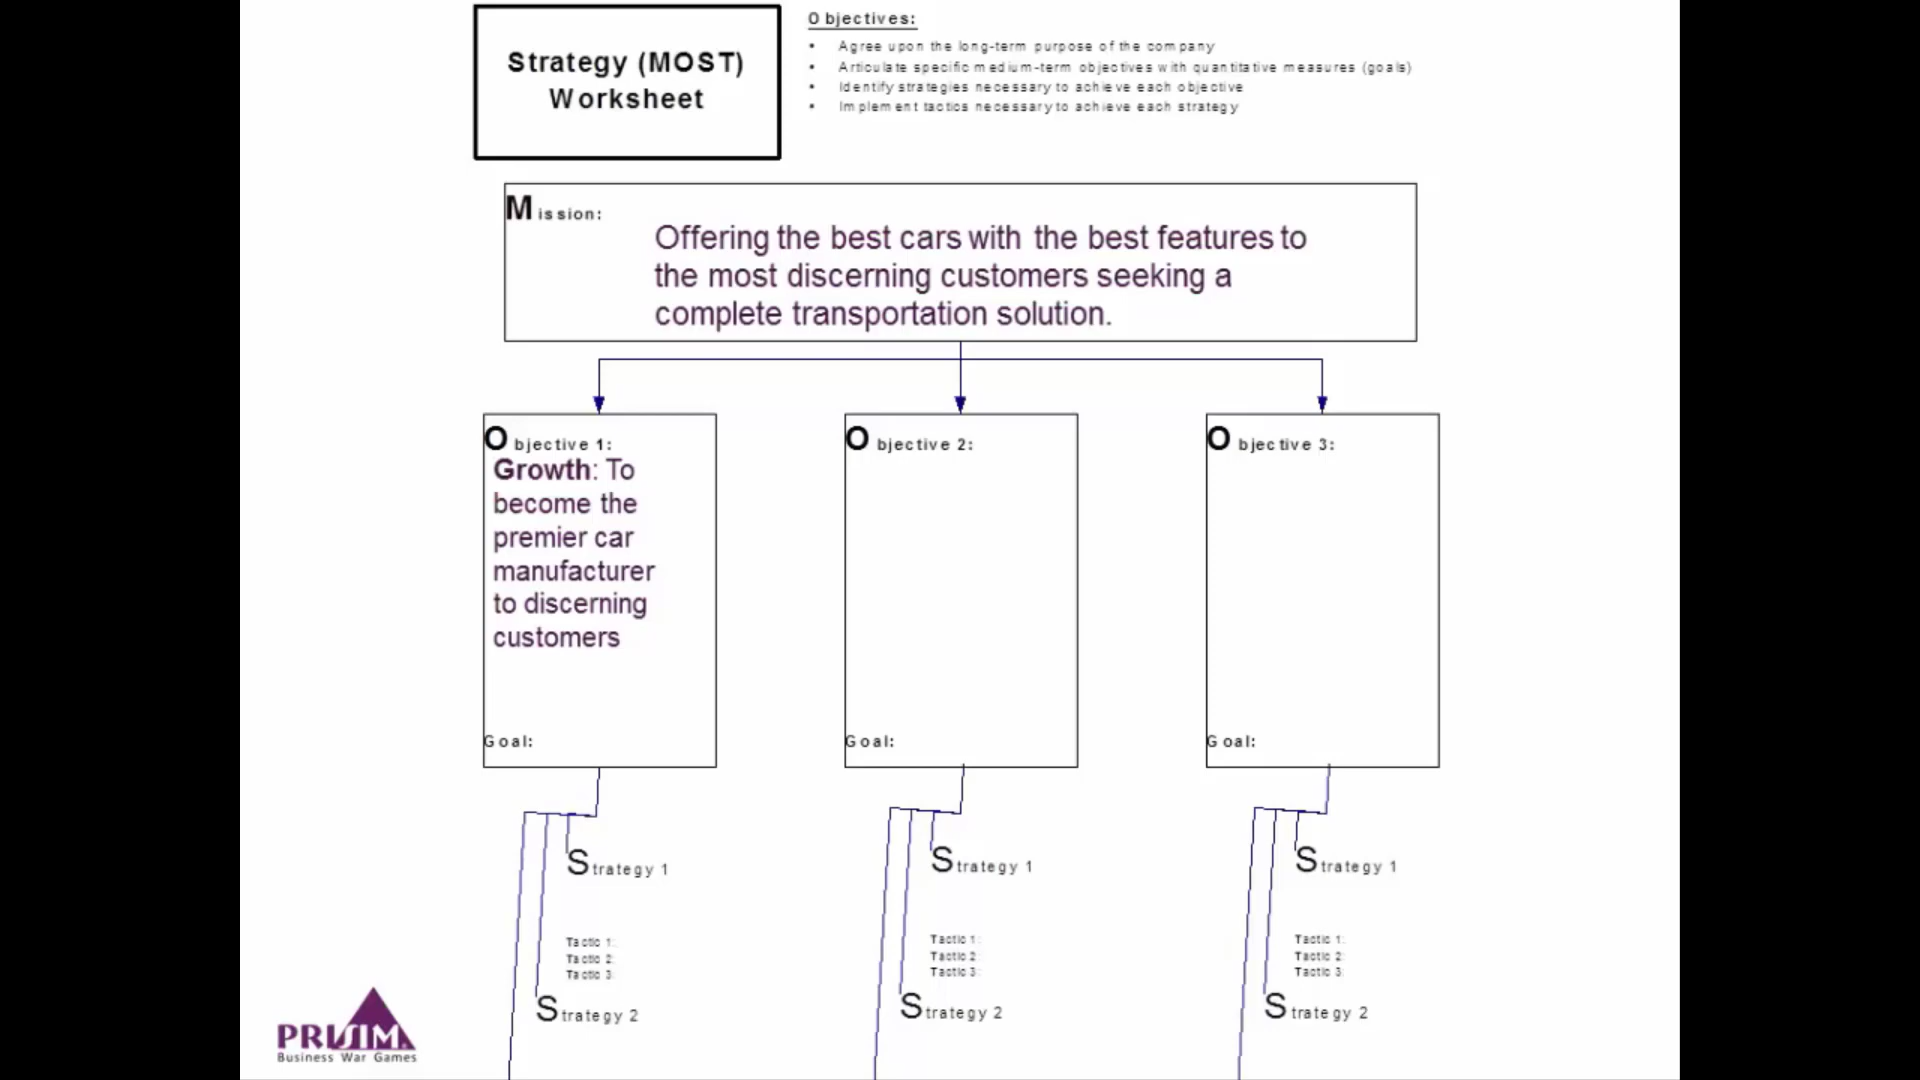 Strategy (MOST)
Worksheet
Objectives:
• Agree upon the long-term purpose of the company
• Articulate specific medium-term objectives with quantitative measures (goals)
• Identify strategies necessary to achieve each objective
• Implement tactics necessary to achieve each strategy
Mission:
Offering the best cars with the best features to
the most discerning customers seeking a
complete transportation solution.
Objective 1:
Growth: To
become the
premier car
manufacturer
to discerning
customers
Goal:
Objective 2:
Goal:
Objective 3:
Goal:
Strategy 1
Tactic 1:
Tactic 2:
Tactic 3:
Strategy 2
Strategy 1
Tactic 1:
Tactic 2:
Tactic 3:
Strategy 2
Strategy 1
Tactic 1:
Tactic 2:
Tactic 3:
Strategy 2
PRISIM
Business War Games